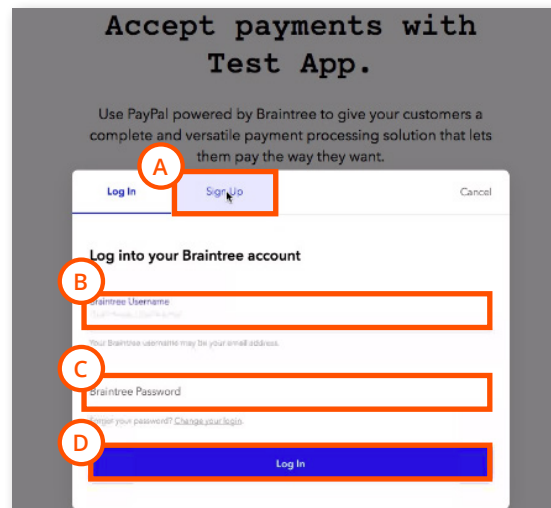 Accept payments with
Test App.
Use PayPal powered by Braintree to give your customers a
complete and versatile payment processing solution that lets
them pay the way they want.
A
Log In Sign Up Cancel
Log into your Braintree account
B
Braintree Username
Your Braintree username may be your email address.
C
Braintree Password
Forgot your password? Change your login.
D
Log In